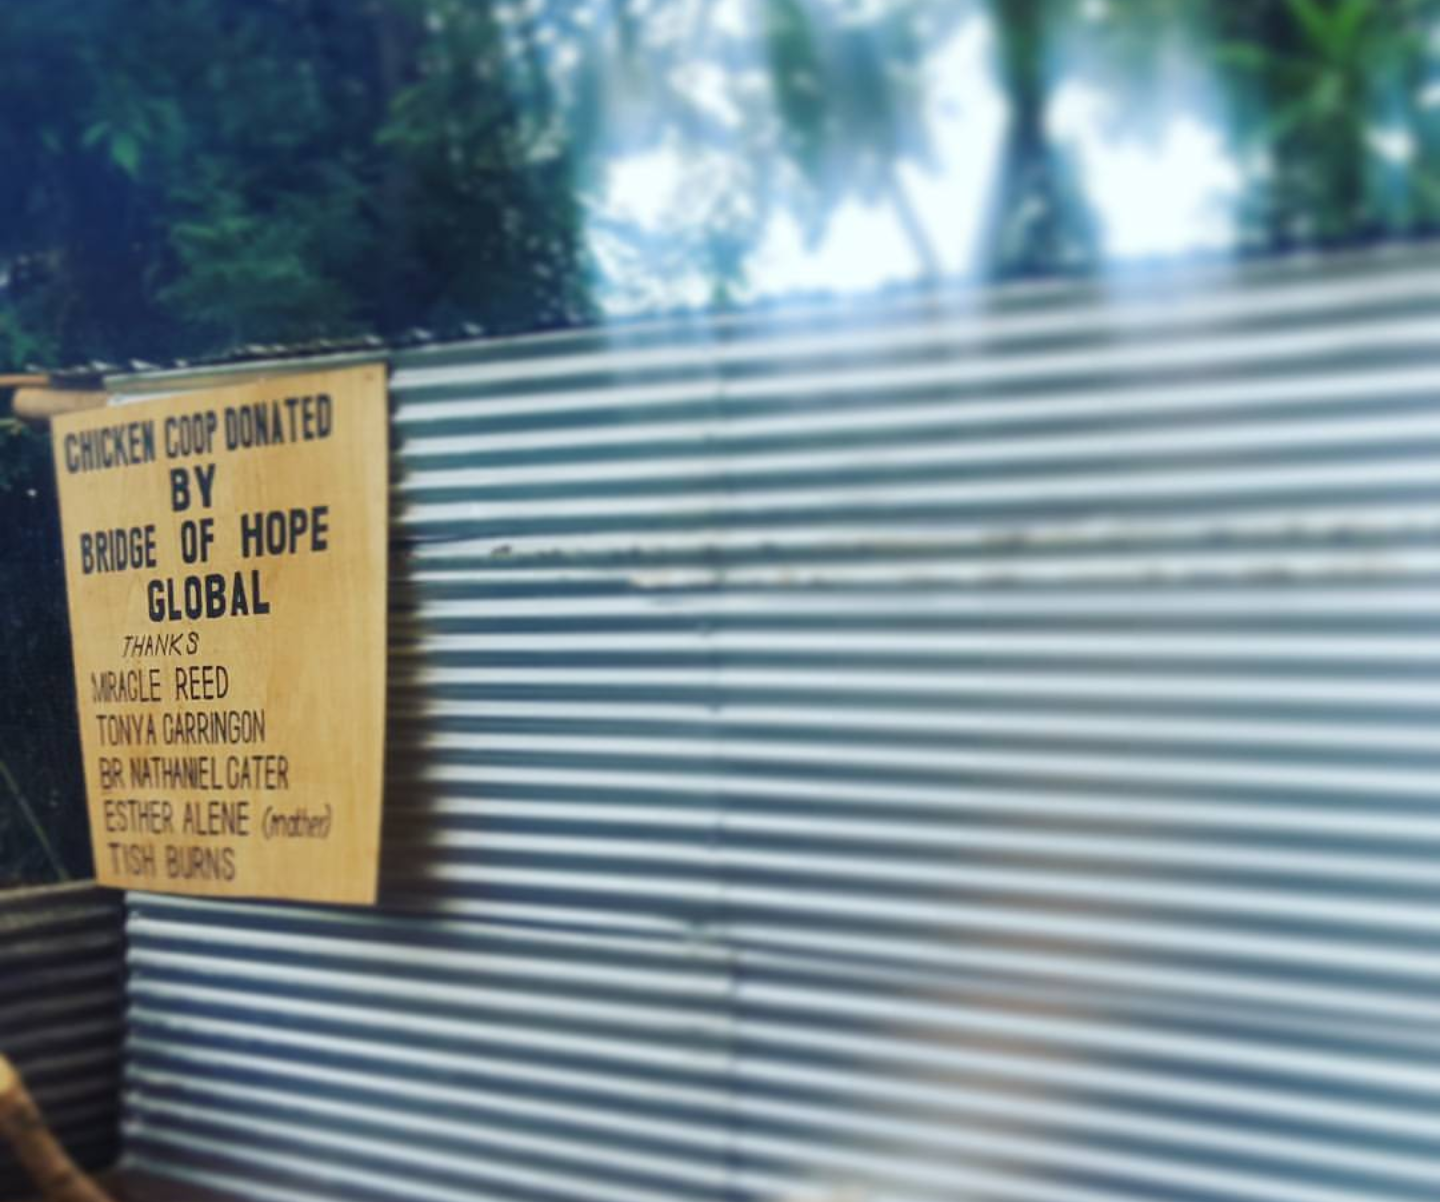 CHICKEN COOP DONATED
BY
BRIDGE OF HOPE
GLOBAL
THANKS
MIRACLE REED
TONYA CARRINGON
BR NATHANIEL CATER
ESTHER ALENE (mother)
TISH BURNS